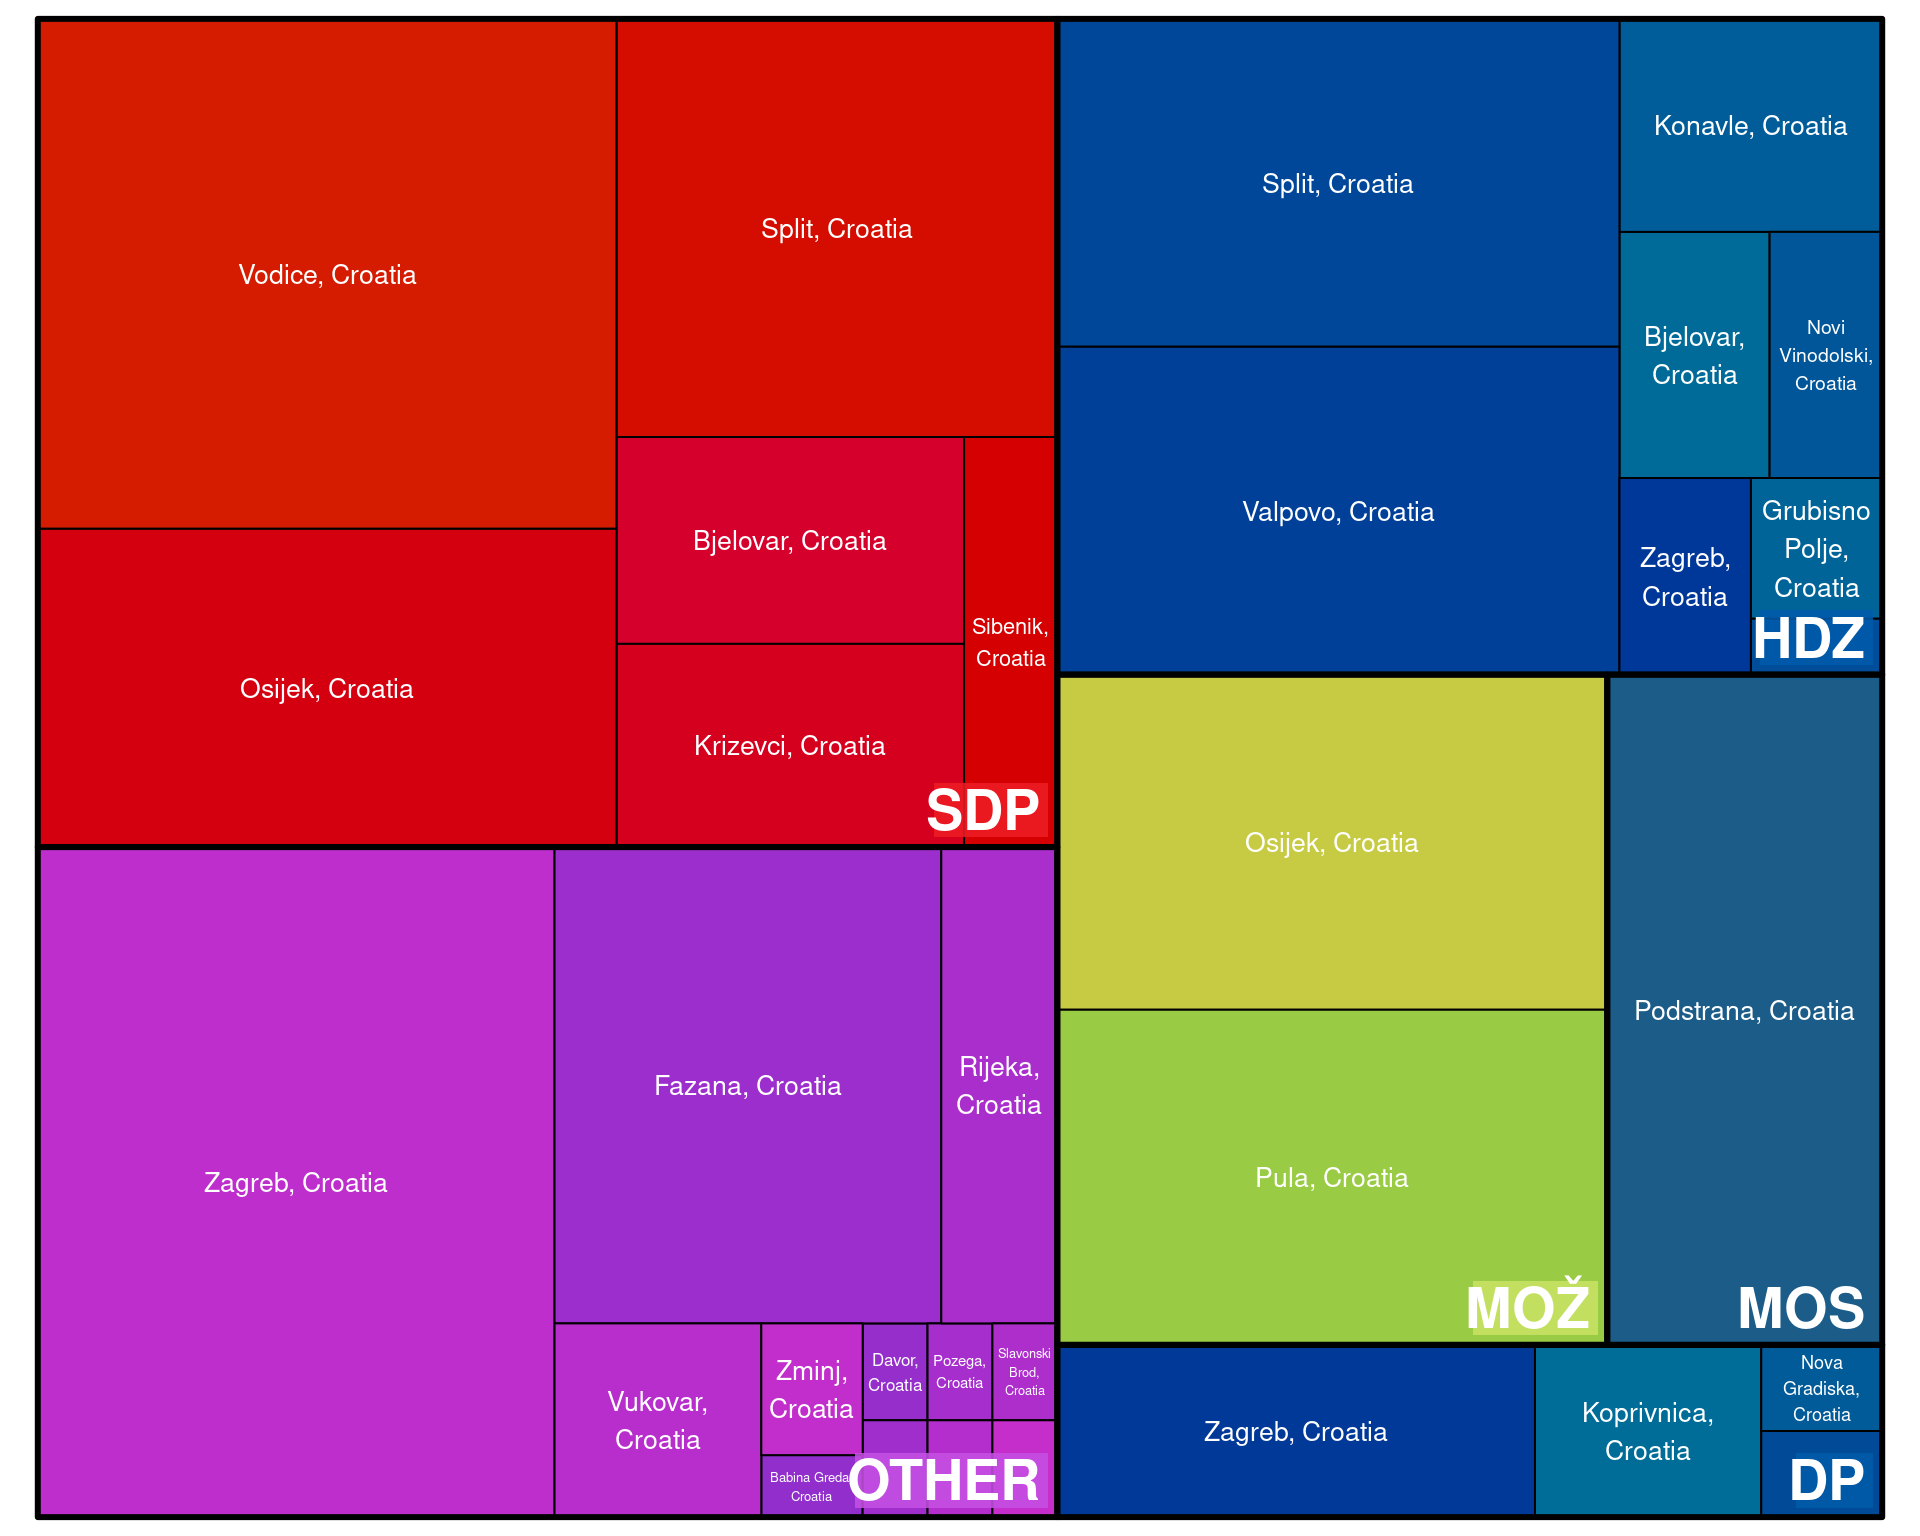 Vodice, Croatia
Split, Croatia
Osijek, Croatia
Bjelovar, Croatia
Krizevci, Croatia
Sibenik,
Croatia
SDP
Zagreb, Croatia
Fazana, Croatia
Rijeka,
Croatia
Vukovar,
Croatia
Zminj,
Croatia
Babina Greda,
Croatia
Davor,
Croatia
Pozega,
Croatia
Slavonski
Brod,
Croatia
OTHER
Split, Croatia
Valpovo, Croatia
Konavle, Croatia
Bjelovar,
Croatia
Novi
Vinodolski,
Croatia
Zagreb,
Croatia
Grubisno
Polje,
Croatia
HDZ
Osijek, Croatia
Pula, Croatia
MOŽ
Podstrana, Croatia
MOS
Zagreb, Croatia
Koprivnica,
Croatia
Nova
Gradiska,
Croatia
DP